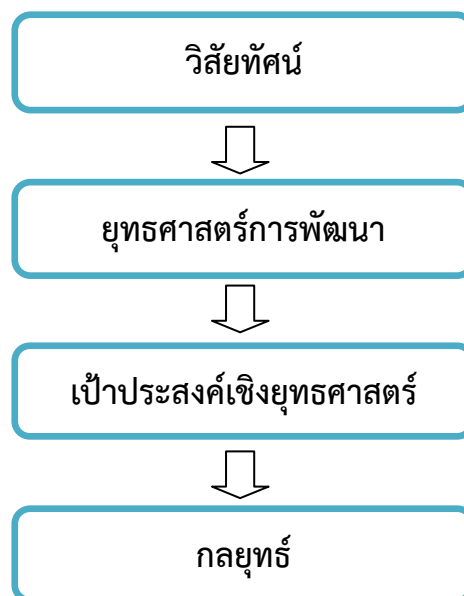 วิสัยทัศน์
ยุทธศาสตร์การพัฒนา
เป้าประสงค์เชิงยุทธศาสตร์
กลยุทธ์